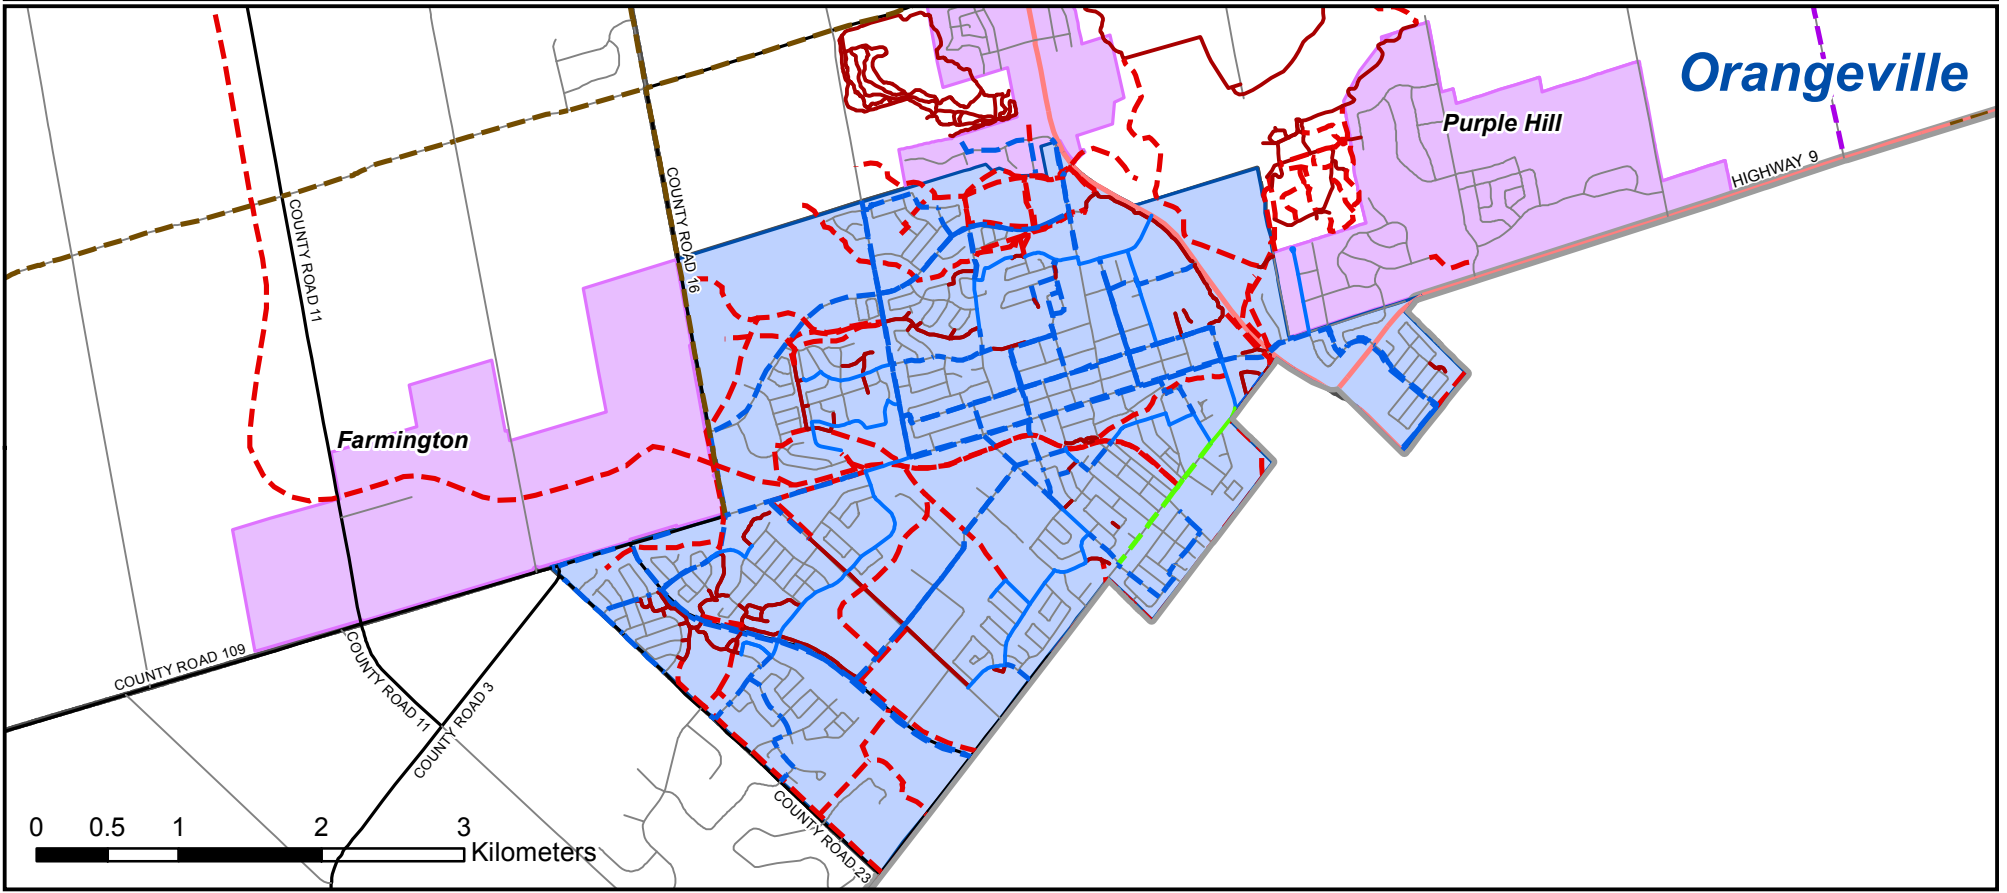 Orangeville
Purple Hill
HIGHWAY 9
COUNTY ROAD 16
COUNTY ROAD 11
Farmington
COUNTY ROAD 109
COUNTY ROAD 11
COUNTY ROAD 3
COUNTY ROAD 23
0 0.5 1 2 3
Kilometers